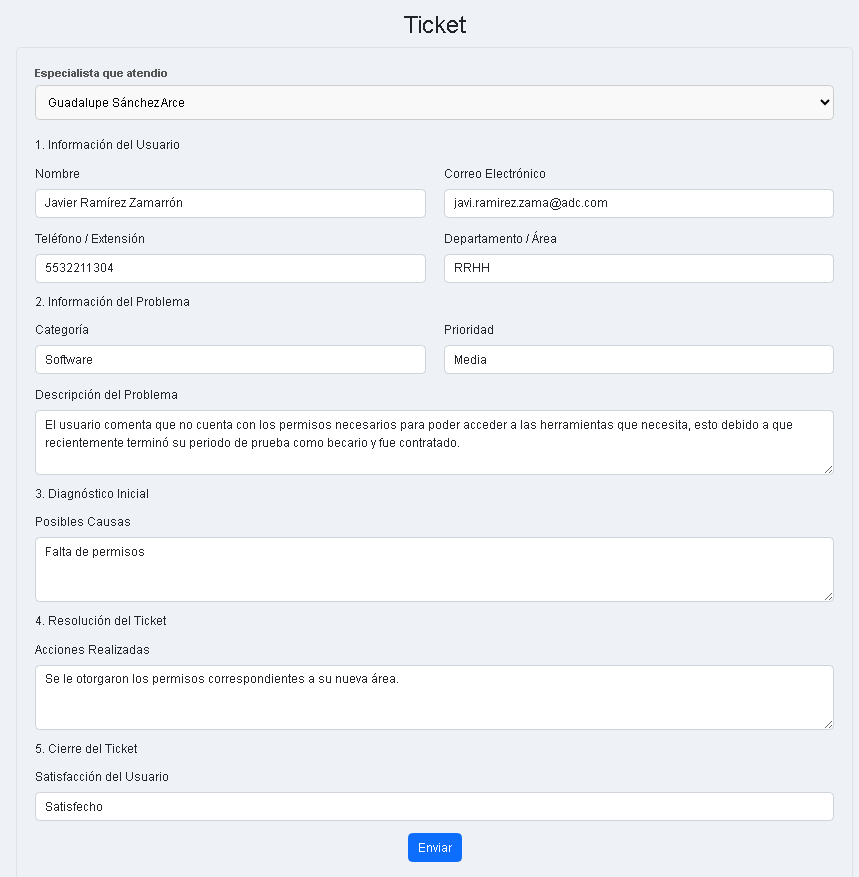 Ticket
Especialista que atendio
Guadalupe Sánchez Arce
1. Información del Usuario
Nombre
Correo Electrónico
Javier Ramírez Zamarrón
javi.ramirez.zama@adc.com
Teléfono / Extensión
Departamento / Área
5532211304
RRHH
2. Información del Problema
Categoría
Prioridad
Software
Media
Descripción del Problema
El usuario comenta que no cuenta con los permisos necesarios para poder acceder a las herramientas que necesita, esto debido a que
recientemente terminó su periodo de prueba como becario y fue contratado.
3. Diagnóstico Inicial
Posibles Causas
Falta de permisos
4. Resolución del Ticket
Acciones Realizadas
Se le otorgaron los permisos correspondientes a su nueva área.
5. Cierre del Ticket
Satisfacción del Usuario
Satisfecho
Enviar